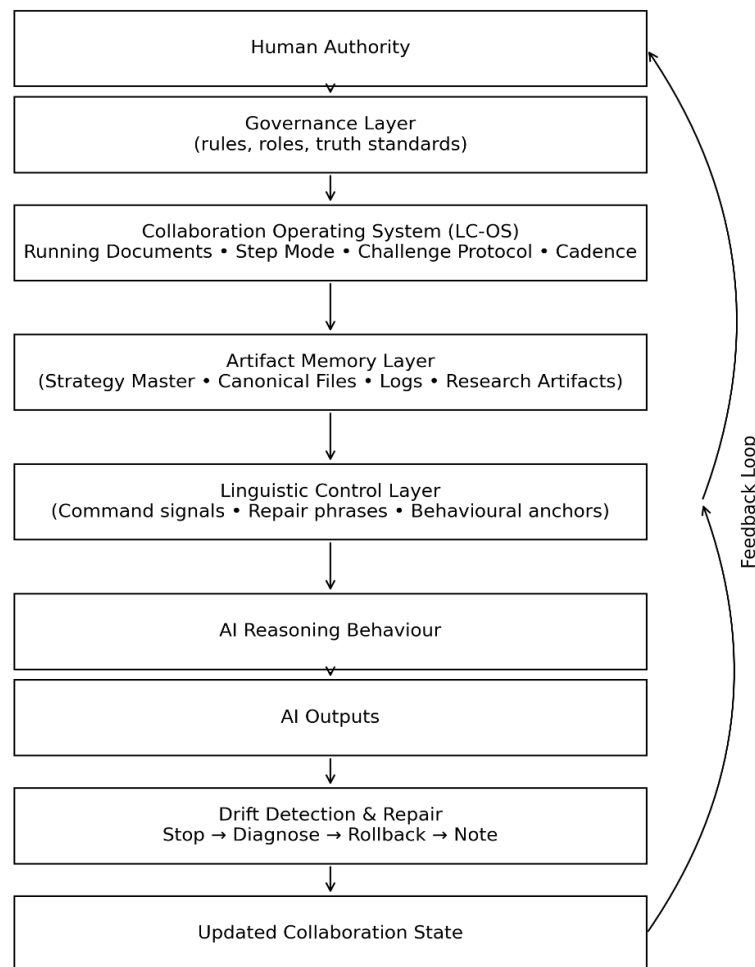 Human Authority
Governance Layer
(rules, roles, truth standards)
Collaboration Operating System (LC-OS)
Running Documents • Step Mode • Challenge Protocol • Cadence
Artifact Memory Layer
(Strategy Master • Canonical Files • Logs • Research Artifacts)
Linguistic Control Layer
(Command signals • Repair phrases • Behavioural anchors)
Feedback Loop
AI Reasoning Behaviour
AI Outputs
Drift Detection & Repair
Stop → Diagnose → Rollback → Note
Updated Collaboration State